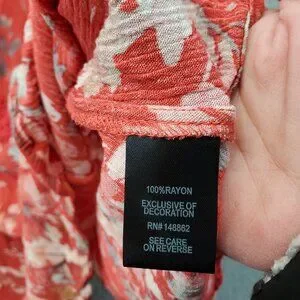 100%RAYON
EXCLUSIVE OF
DECORATION
RN# 148862
SEE CARE
ON REVERSE